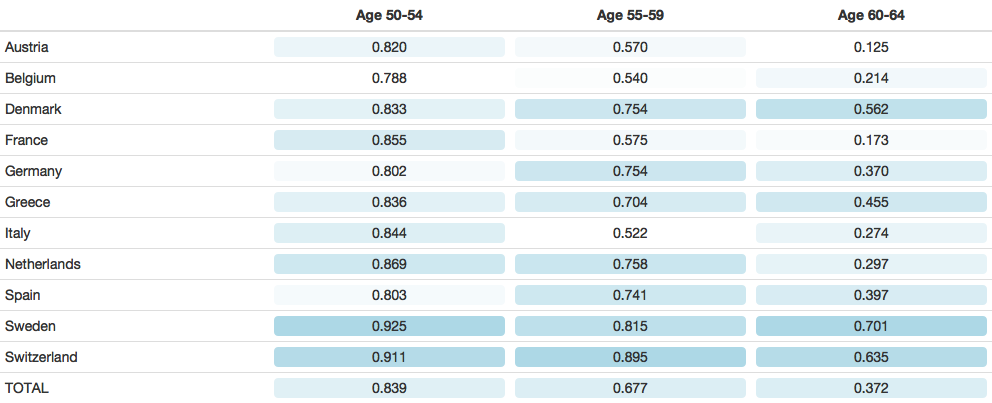 Age 50-54 Age 55-59 Age 60-64
Austria 0.820 0.570 0.125
Belgium 0.788 0.540 0.214
Denmark 0.833 0.754 0.562
France 0.855 0.575 0.173
Germany 0.802 0.754 0.370
Greece 0.836 0.704 0.455
Italy 0.844 0.522 0.274
Netherlands 0.869 0.758 0.297
Spain 0.803 0.741 0.397
Sweden 0.925 0.815 0.701
Switzerland 0.911 0.895 0.635
TOTAL 0.839 0.677 0.372